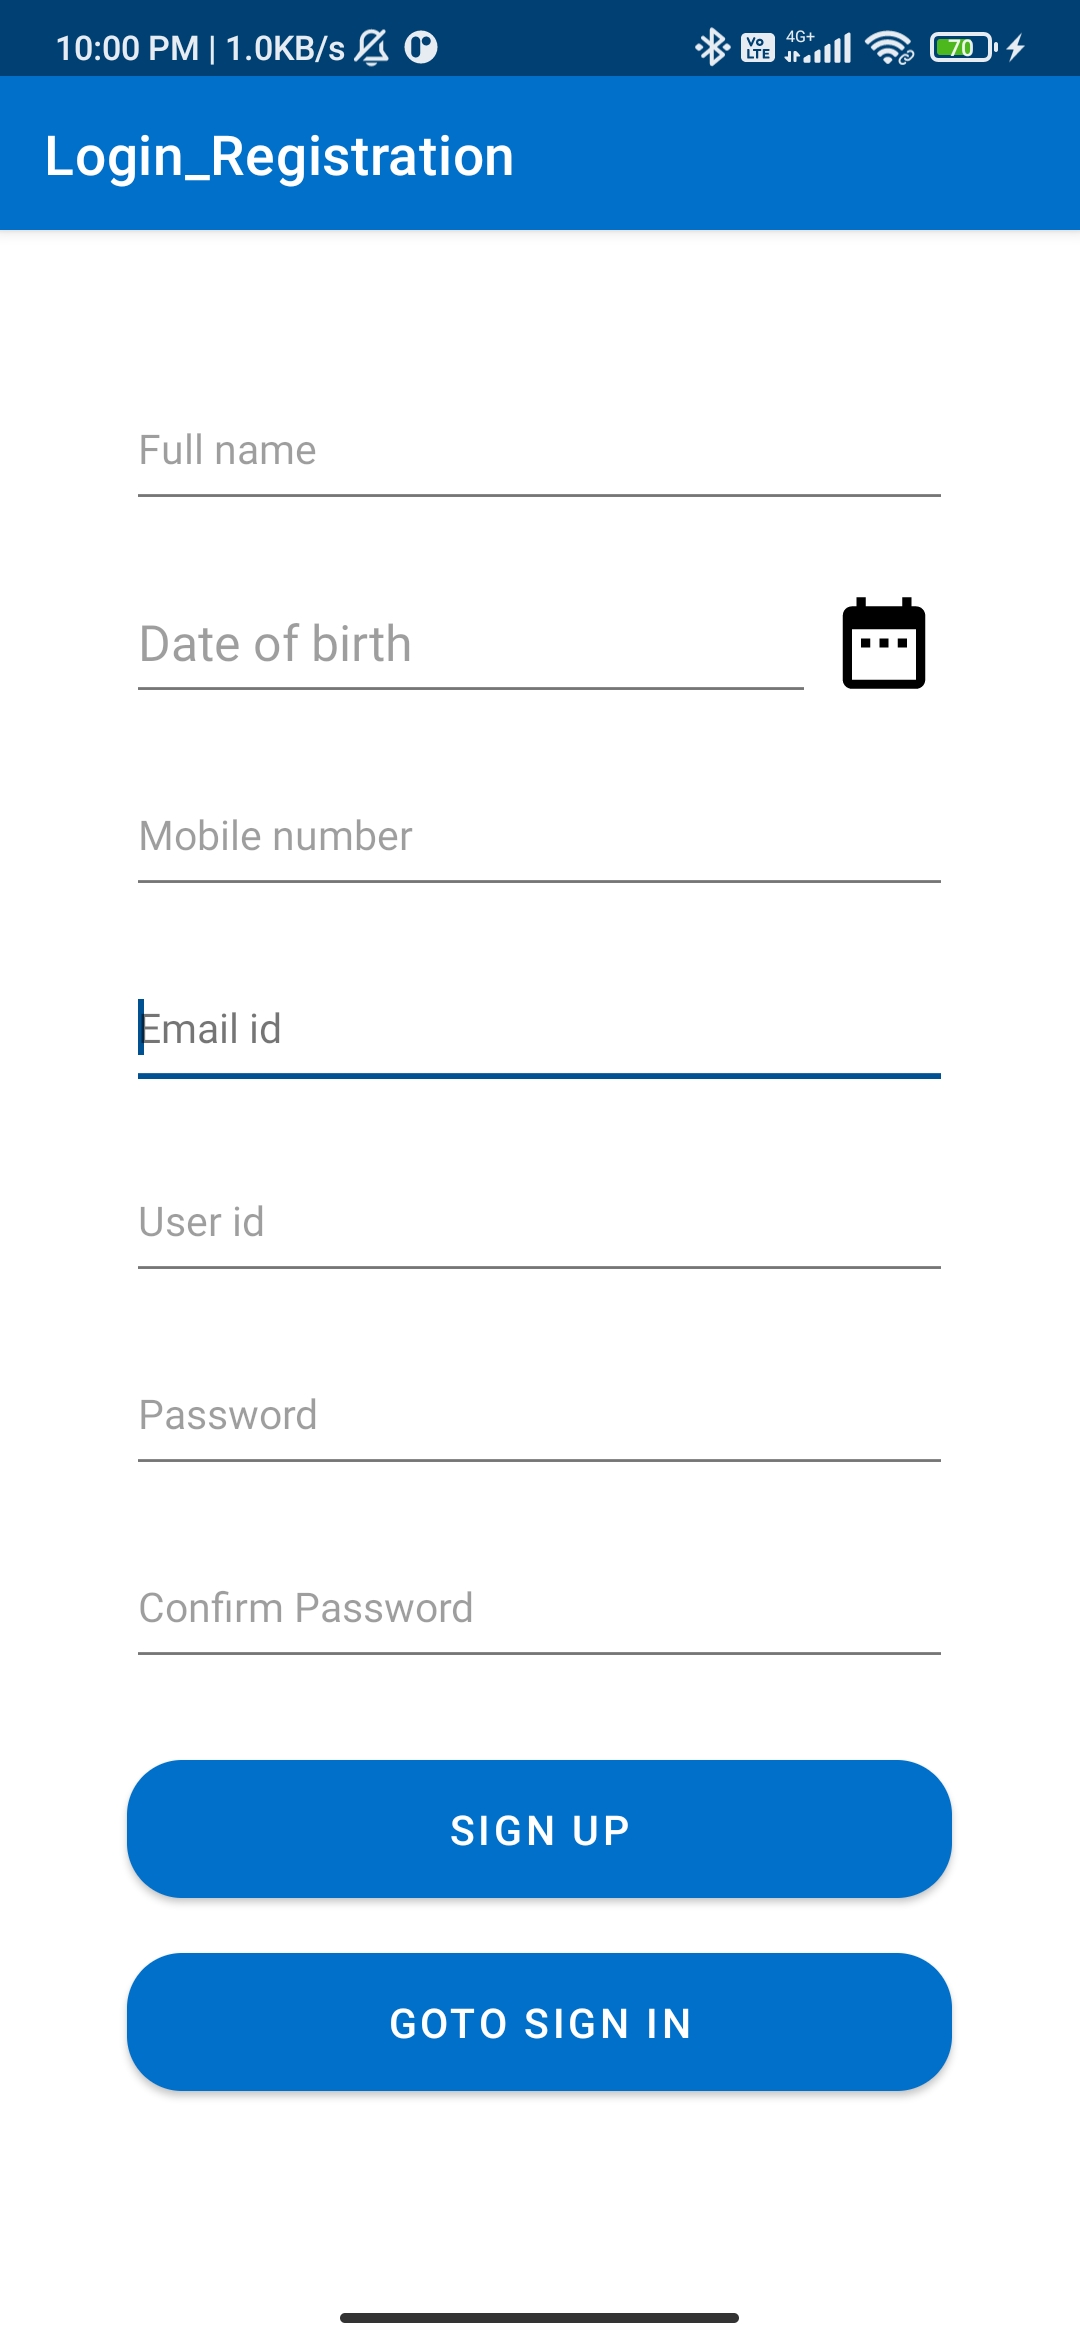 10:00 PM | 1.0KB/s Vo LTE 4G+ 70
Login_Registration
Full name
Date of birth
Mobile number
Email id
User id
Password
Confirm Password
SIGN UP
GOTO SIGN IN